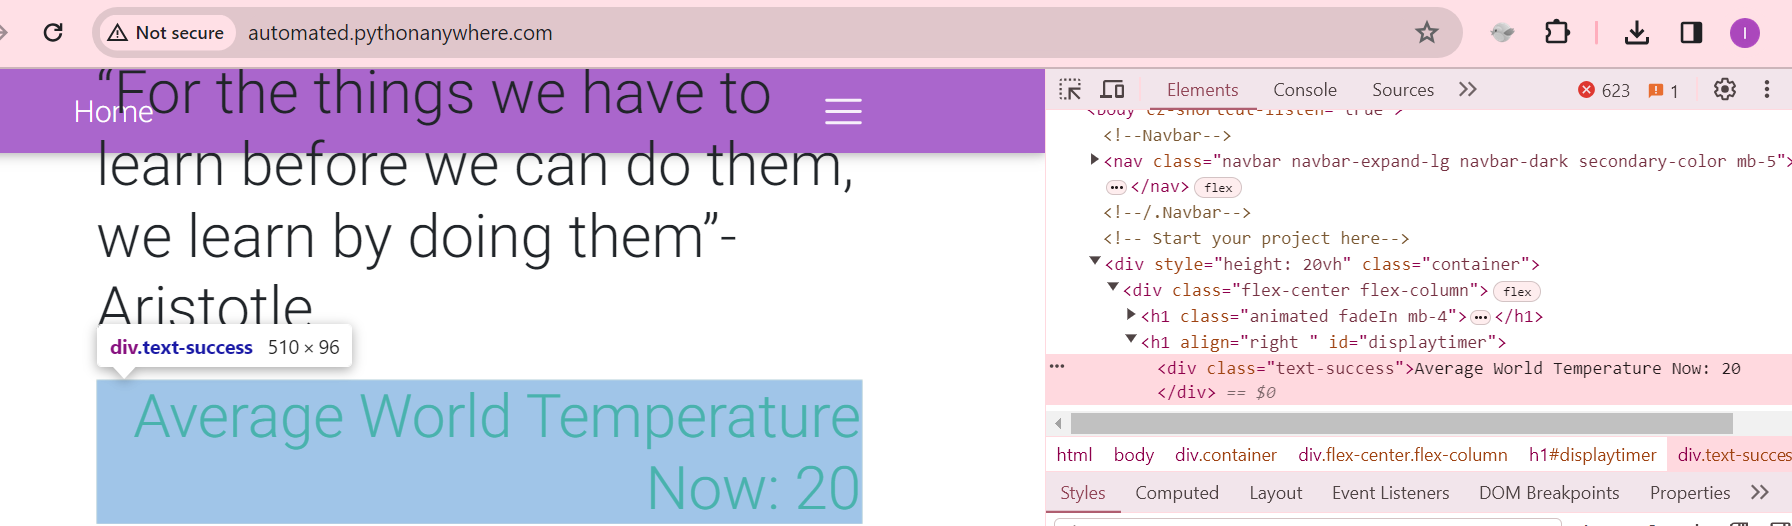 Not secure automated.pythonanywhere.com I
“For the things we have to
Home
learn before we can do them,
we learn by doing them”-
Aristotle
div.text-success 510 × 96
Average World Temperature
Now: 20
Elements Console Sources 623 1
<body cz-shortcut-listen="true">
<!--Navbar-->
<nav class="navbar navbar-expand-lg navbar-dark secondary-color mb-5">
</nav> flex
<!--/.Navbar-->
<!-- Start your project here-->
<div style="height: 20vh" class="container">
<div class="flex-center flex-column"> flex
<h1 class="animated fadeIn mb-4"> </h1>
<h1 align="right " id="displaytimer">
<div class="text-success">Average World Temperature Now: 20
</div> == $0
html body div.container div.flex-center.flex-column h1#displaytimer div.text-succes
Styles Computed Layout Event Listeners DOM Breakpoints Properties